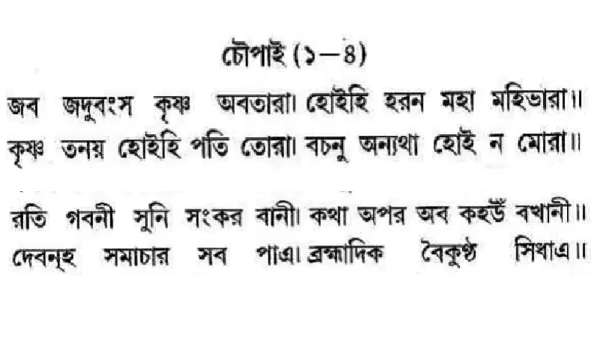 চৌপাই (১—৪)
জব জদুবংস কৃষ্ণ অবতারা। হোইহি হরন মহা মহিভারা॥
কৃষ্ণ তনয় হোইহি পতি তোরা। বচনু অন্যথা হোই ন মোরা॥
রতি গবনী সুনি সংকর বানী। কথা অপর অব কহউঁ বখানী॥
দেবন্‌হ সমাচার সব পাএ। ব্রহ্মাদিক বৈকুণ্ঠ সিধাএ॥